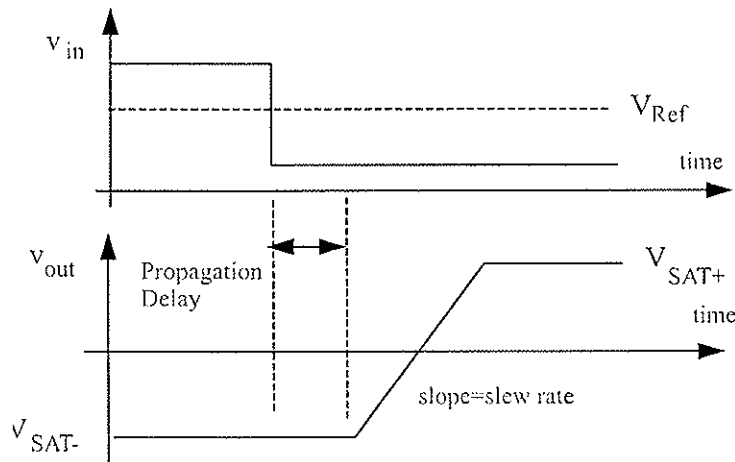 v in
V Ref
time
v out
Propagation
Delay
V SAT+
time
slope=slew rate
V SAT-